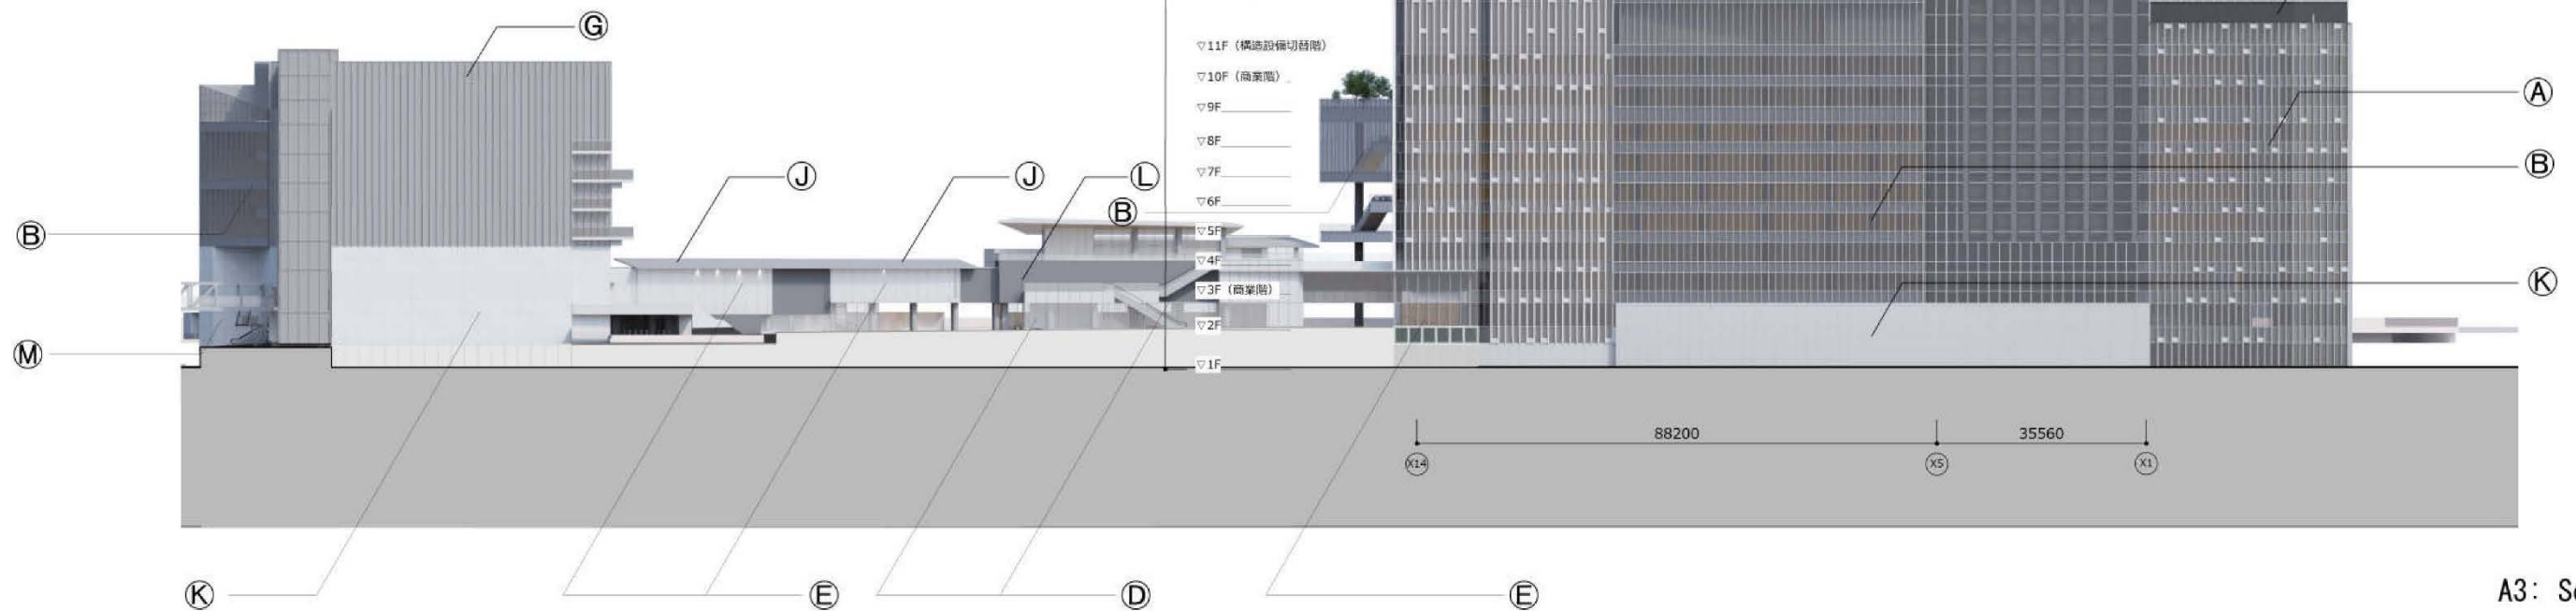 Ⓖ
▽11F（構造設備切替階）
▽10F（商業階）
Ⓐ
▽9F
▽8F
Ⓑ
Ⓙ
Ⓙ
Ⓛ
▽7F
▽6F
Ⓑ
Ⓑ
▽5F
▽4F
Ⓚ
▽3F（商業階）
▽2F
Ⓜ
▽1F
88200
35560
X14
X5
X1
Ⓚ
Ⓔ
Ⓓ
Ⓔ
A3: